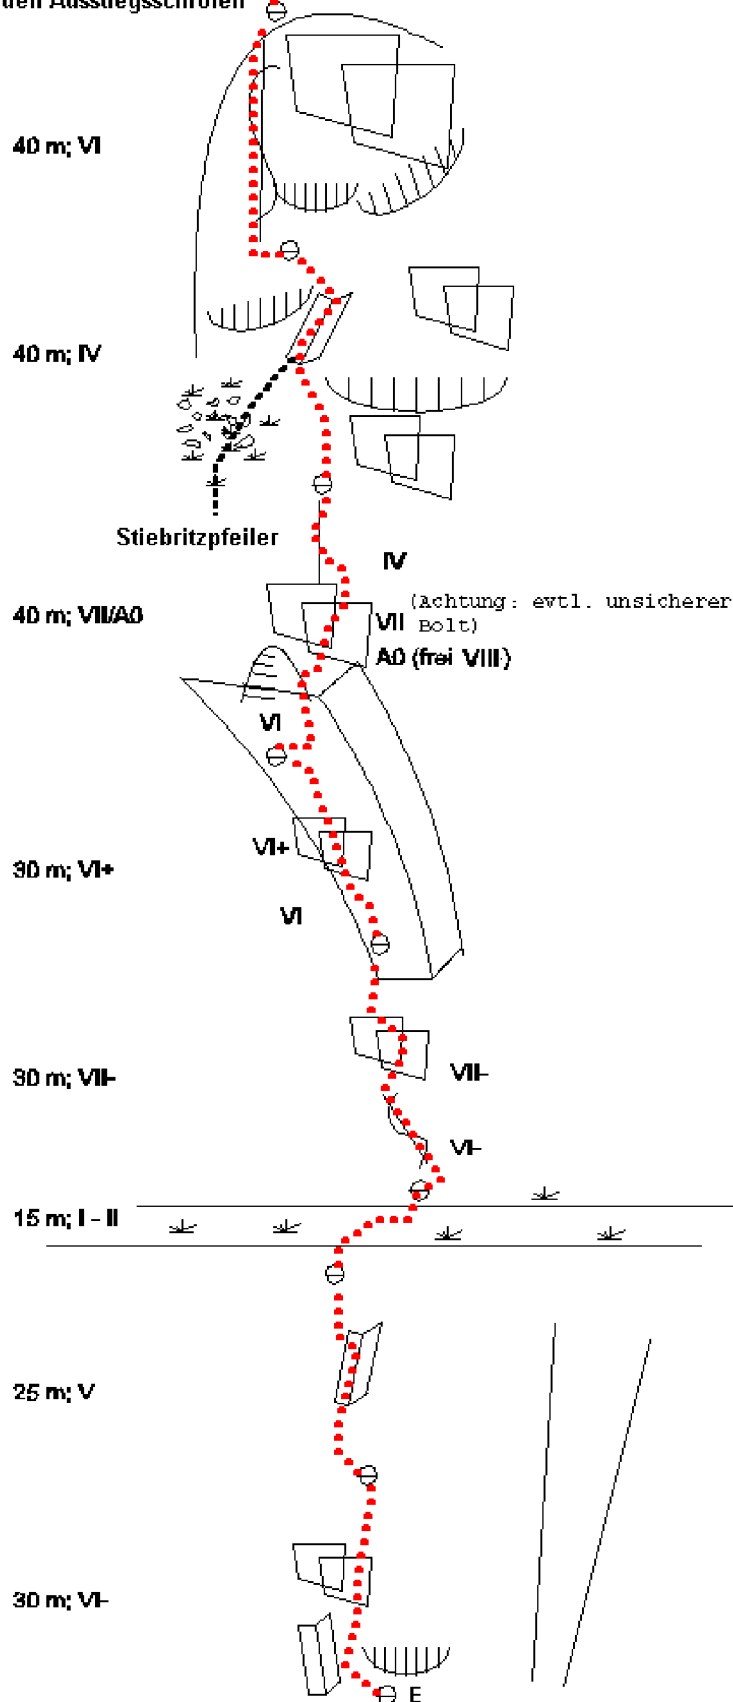 den Ausstiegsschrofen
40 m; VI
40 m; IV
Stiebritzpfeiler
IV
40 m; VII/A0
(Achtung: evtl. unsicherer
VII Bolt)
A0 (frei VIII-)
VI
VI+
30 m; VI+
VI
30 m; VII-
VII-
VI-
15 m; I - II
25 m; V
30 m; VI-
E